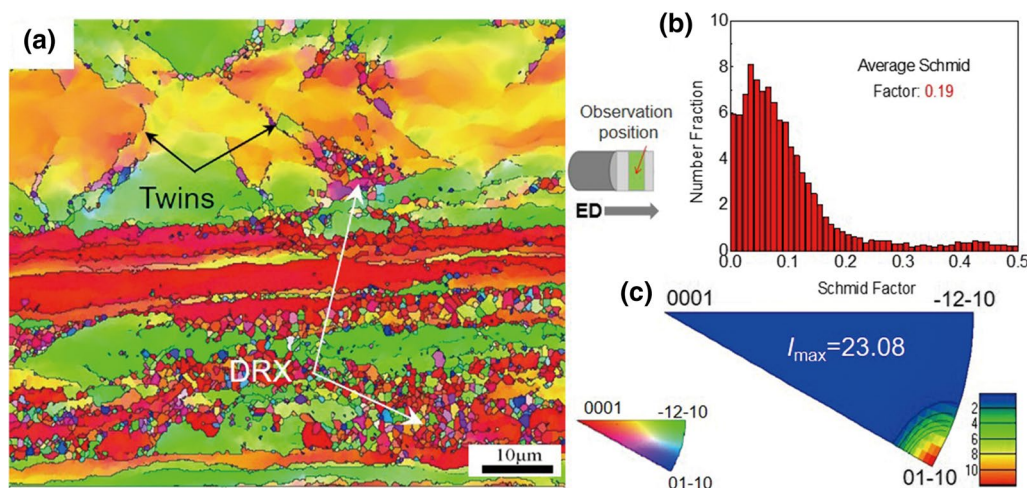 (a)
Twins
DRX
10μm
Observation
position
ED
0001
-12-10
01-10
(b)
10
8
6
4
2
0
Number Fraction
Average Schmid
Factor: 0.19
0.0
0.1
0.2
0.3
0.4
0.5
Schmid Factor
(c)
0001
-12-10
Imax=23.08
01-10
2
4
6
8
10